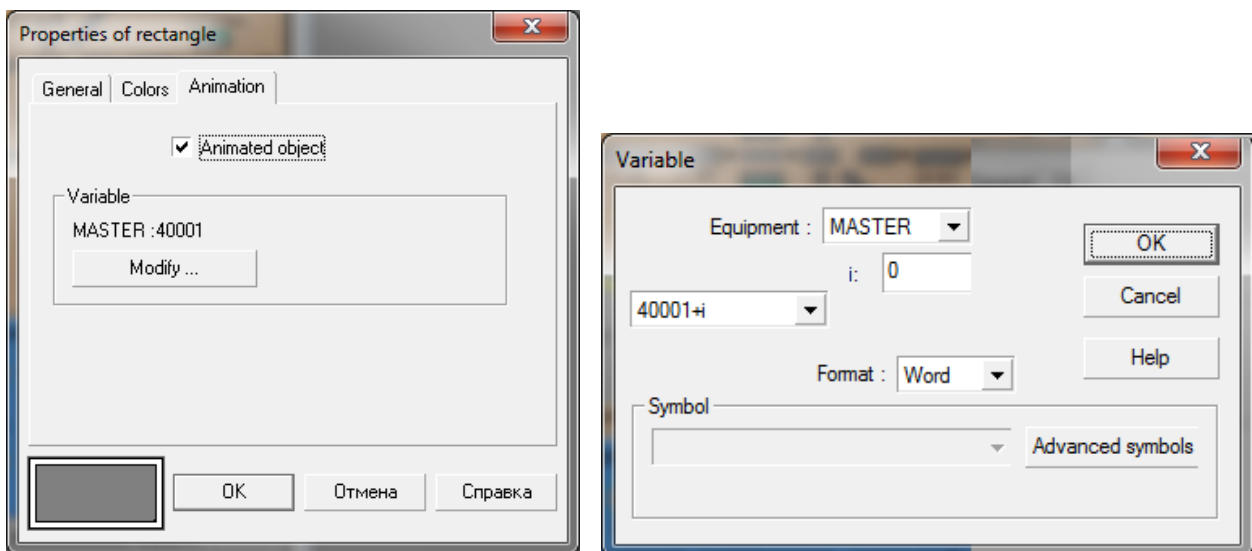 Properties of rectangle
General Colors Animation
Animated object
Variable
MASTER :40001
Modify ...
OK Отмена Справка
Variable
Equipment : MASTER
i: 0
40001+i
Format : Word
OK
Cancel
Help
Symbol
Advanced symbols